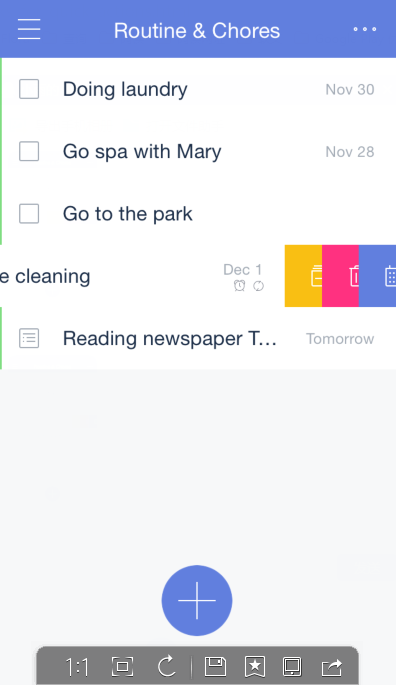 Routine & Chores
Doing laundry
Nov 30
Go spa with Mary
Nov 28
Go to the park
e cleaning
Dec 1
Reading newspaper T...
Tomorrow
1:1